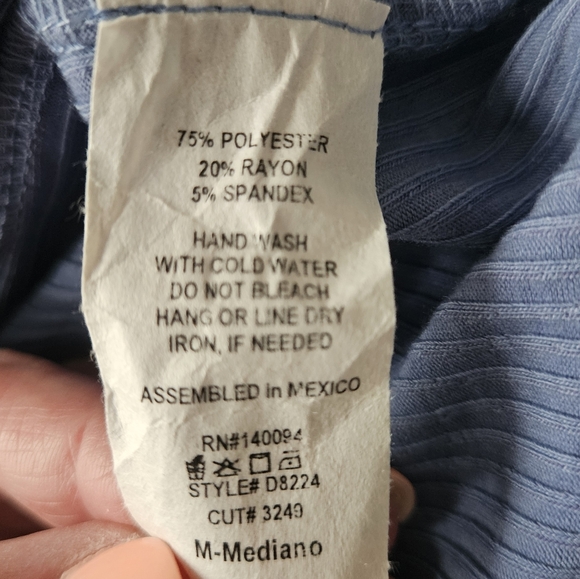 75% POLYESTER
20% RAYON
5% SPANDEX
HAND WASH
WITH COLD WATER
DO NOT BLEACH
HANG OR LINE DRY
IRON, IF NEEDED
ASSEMBLED in MEXICO
RN#140094
STYLE# D8224
CUT# 3249
M-Mediano